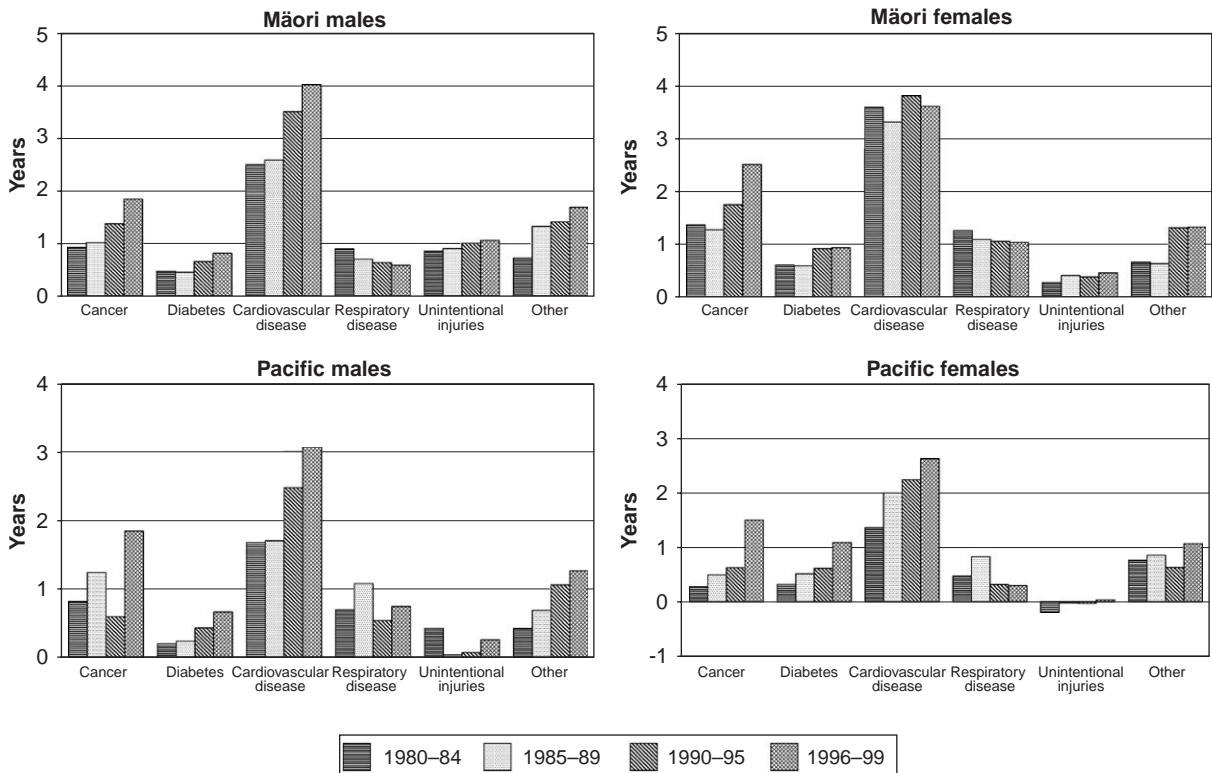 Mäori males
Years
5
4
3
2
1
0
Cancer
Diabetes
Cardiovascular
disease
Respiratory
disease
Unintentional
injuries
Other
Mäori females
Years
5
4
3
2
1
0
Cancer
Diabetes
Cardiovascular
disease
Respiratory
disease
Unintentional
injuries
Other
Pacific males
Years
4
3
2
1
0
Cancer
Diabetes
Cardiovascular
disease
Respiratory
disease
Unintentional
injuries
Other
Pacific females
Years
4
3
2
1
0
-1
Cancer
Diabetes
Cardiovascular
disease
Respiratory
disease
Unintentional
injuries
Other
1980–84 1985–89 1990–95 1996–99